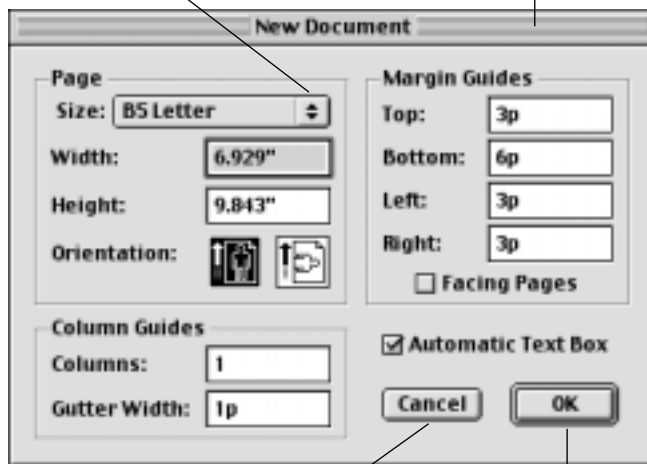 New Document
Page
Size: B5 Letter
Width: 6.929"
Height: 9.843"
Orientation:
Margin Guides
Top: 3p
Bottom: 6p
Left: 3p
Right: 3p
Facing Pages
Column Guides
Columns: 1
Gutter Width: 1p
Automatic Text Box
Cancel OK